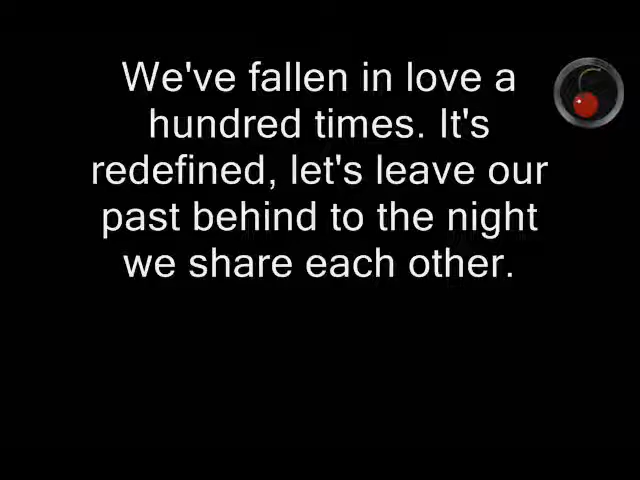 We've fallen in love a
hundred times. It's
redefined, let's leave our
past behind to the night
we share each other.